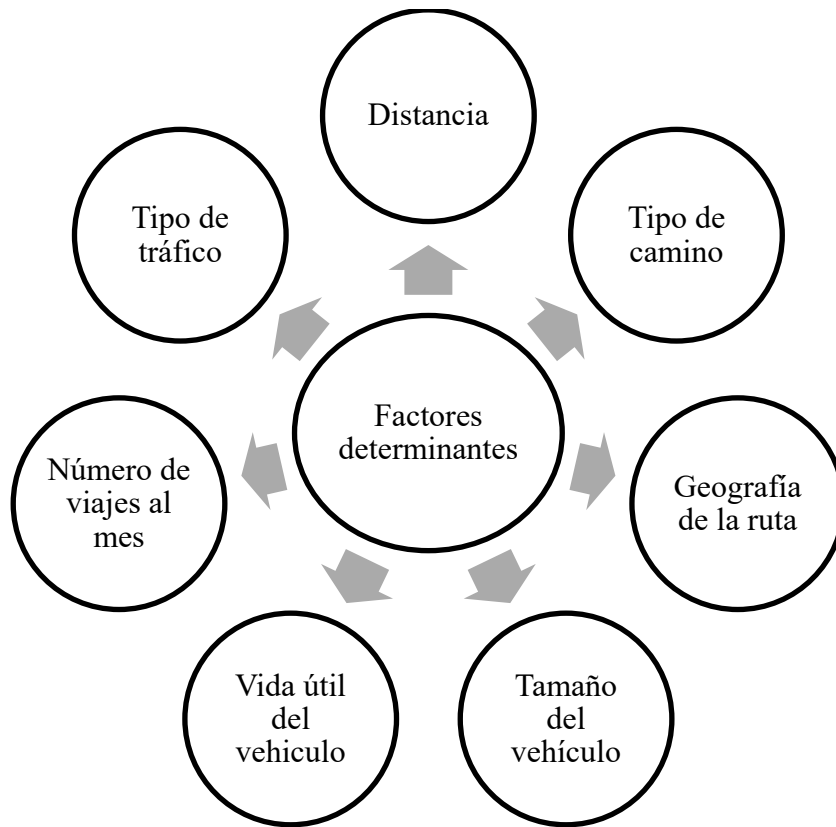 Distancia
Tipo de
tráfico
Tipo de
camino
Factores
determinantes
Número de
viajes al
mes
Geografía
de la ruta
Vida útil
del
vehiculo
Tamaño
del
vehículo